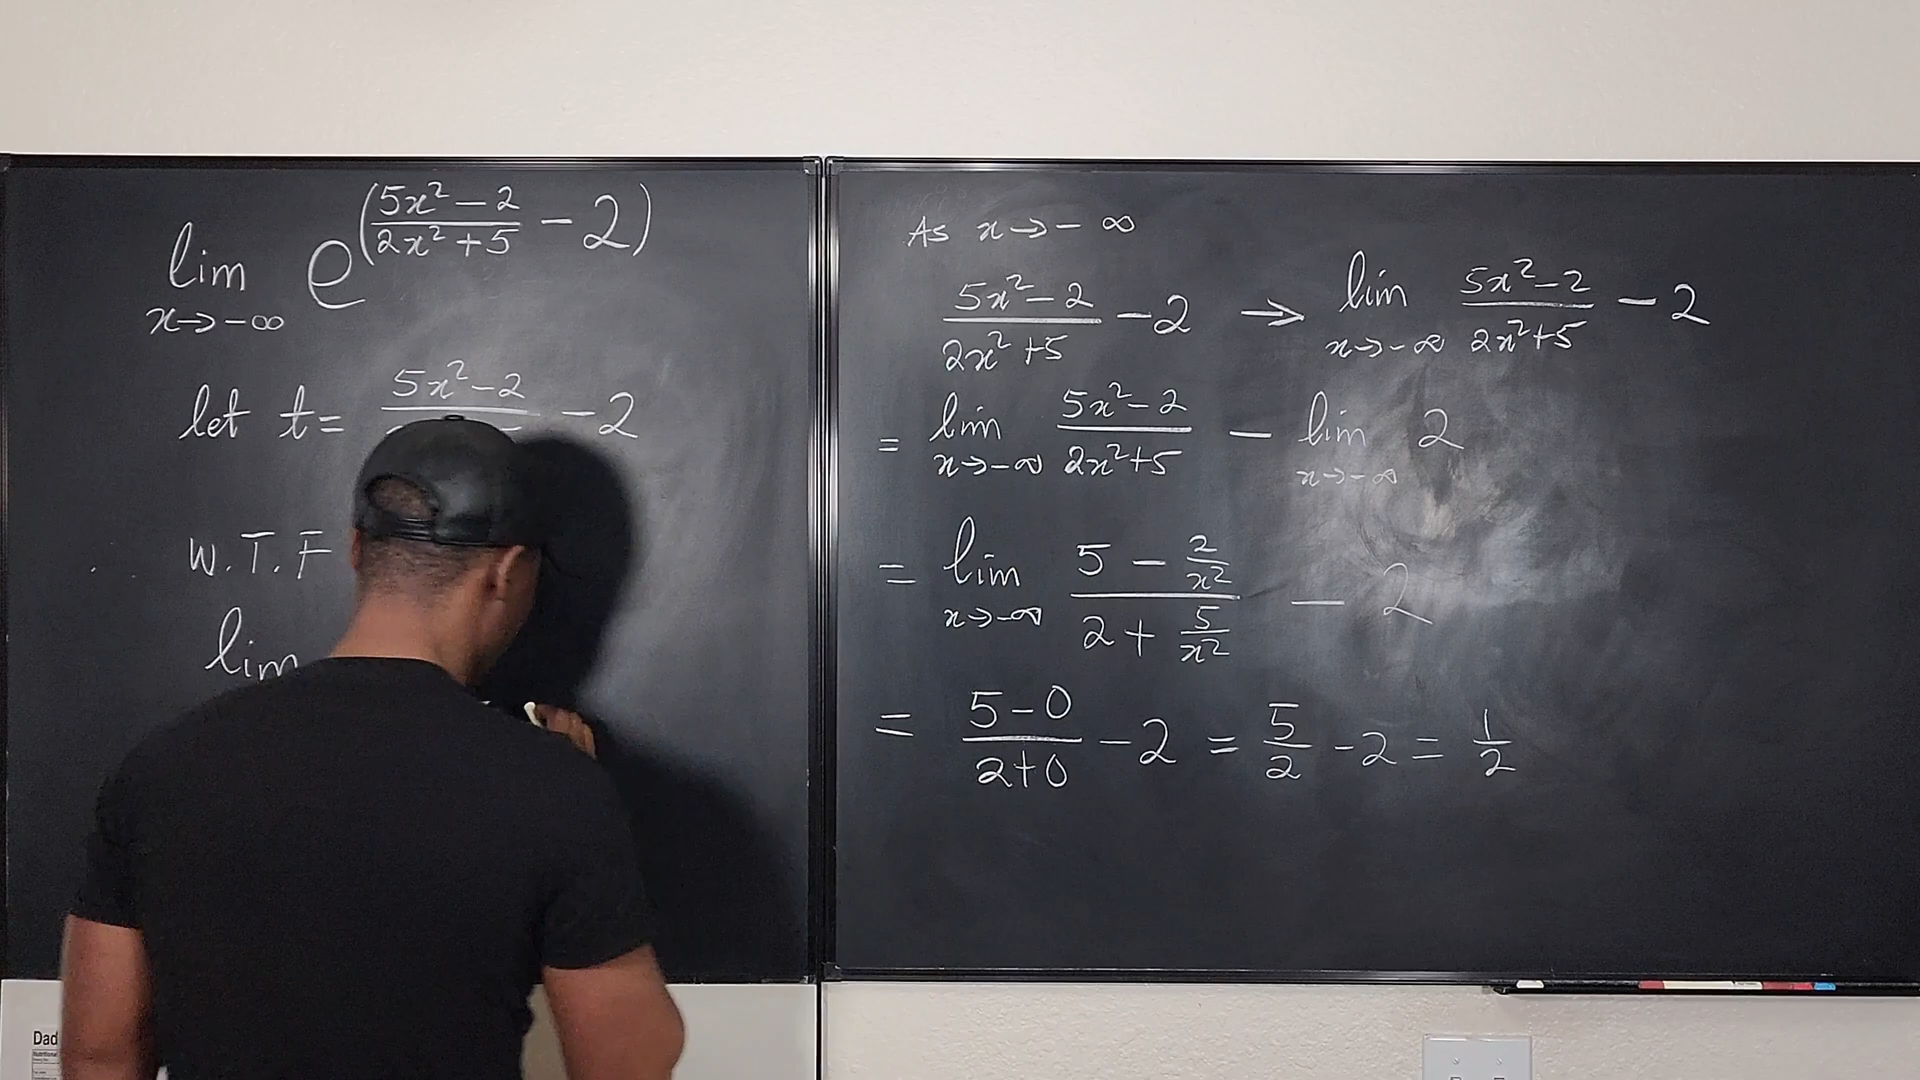 lim x→-∞ e^((5x²-2)/(2x²+5) - 2)
let t = 5x²-2 -2
W.T.F
lim
As x→-∞
(5x²-2)/(2x²+5) -2 → lim x→-∞ (5x²-2)/(2x²+5) -2
= lim x→-∞ (5x²-2)/(2x²+5) - lim x→-∞ 2
= lim x→-∞ (5 - 2/x²)/(2 + 5/x²) - 2
= (5-0)/(2+0) -2 = 5/2 -2 = 1/2
Dad